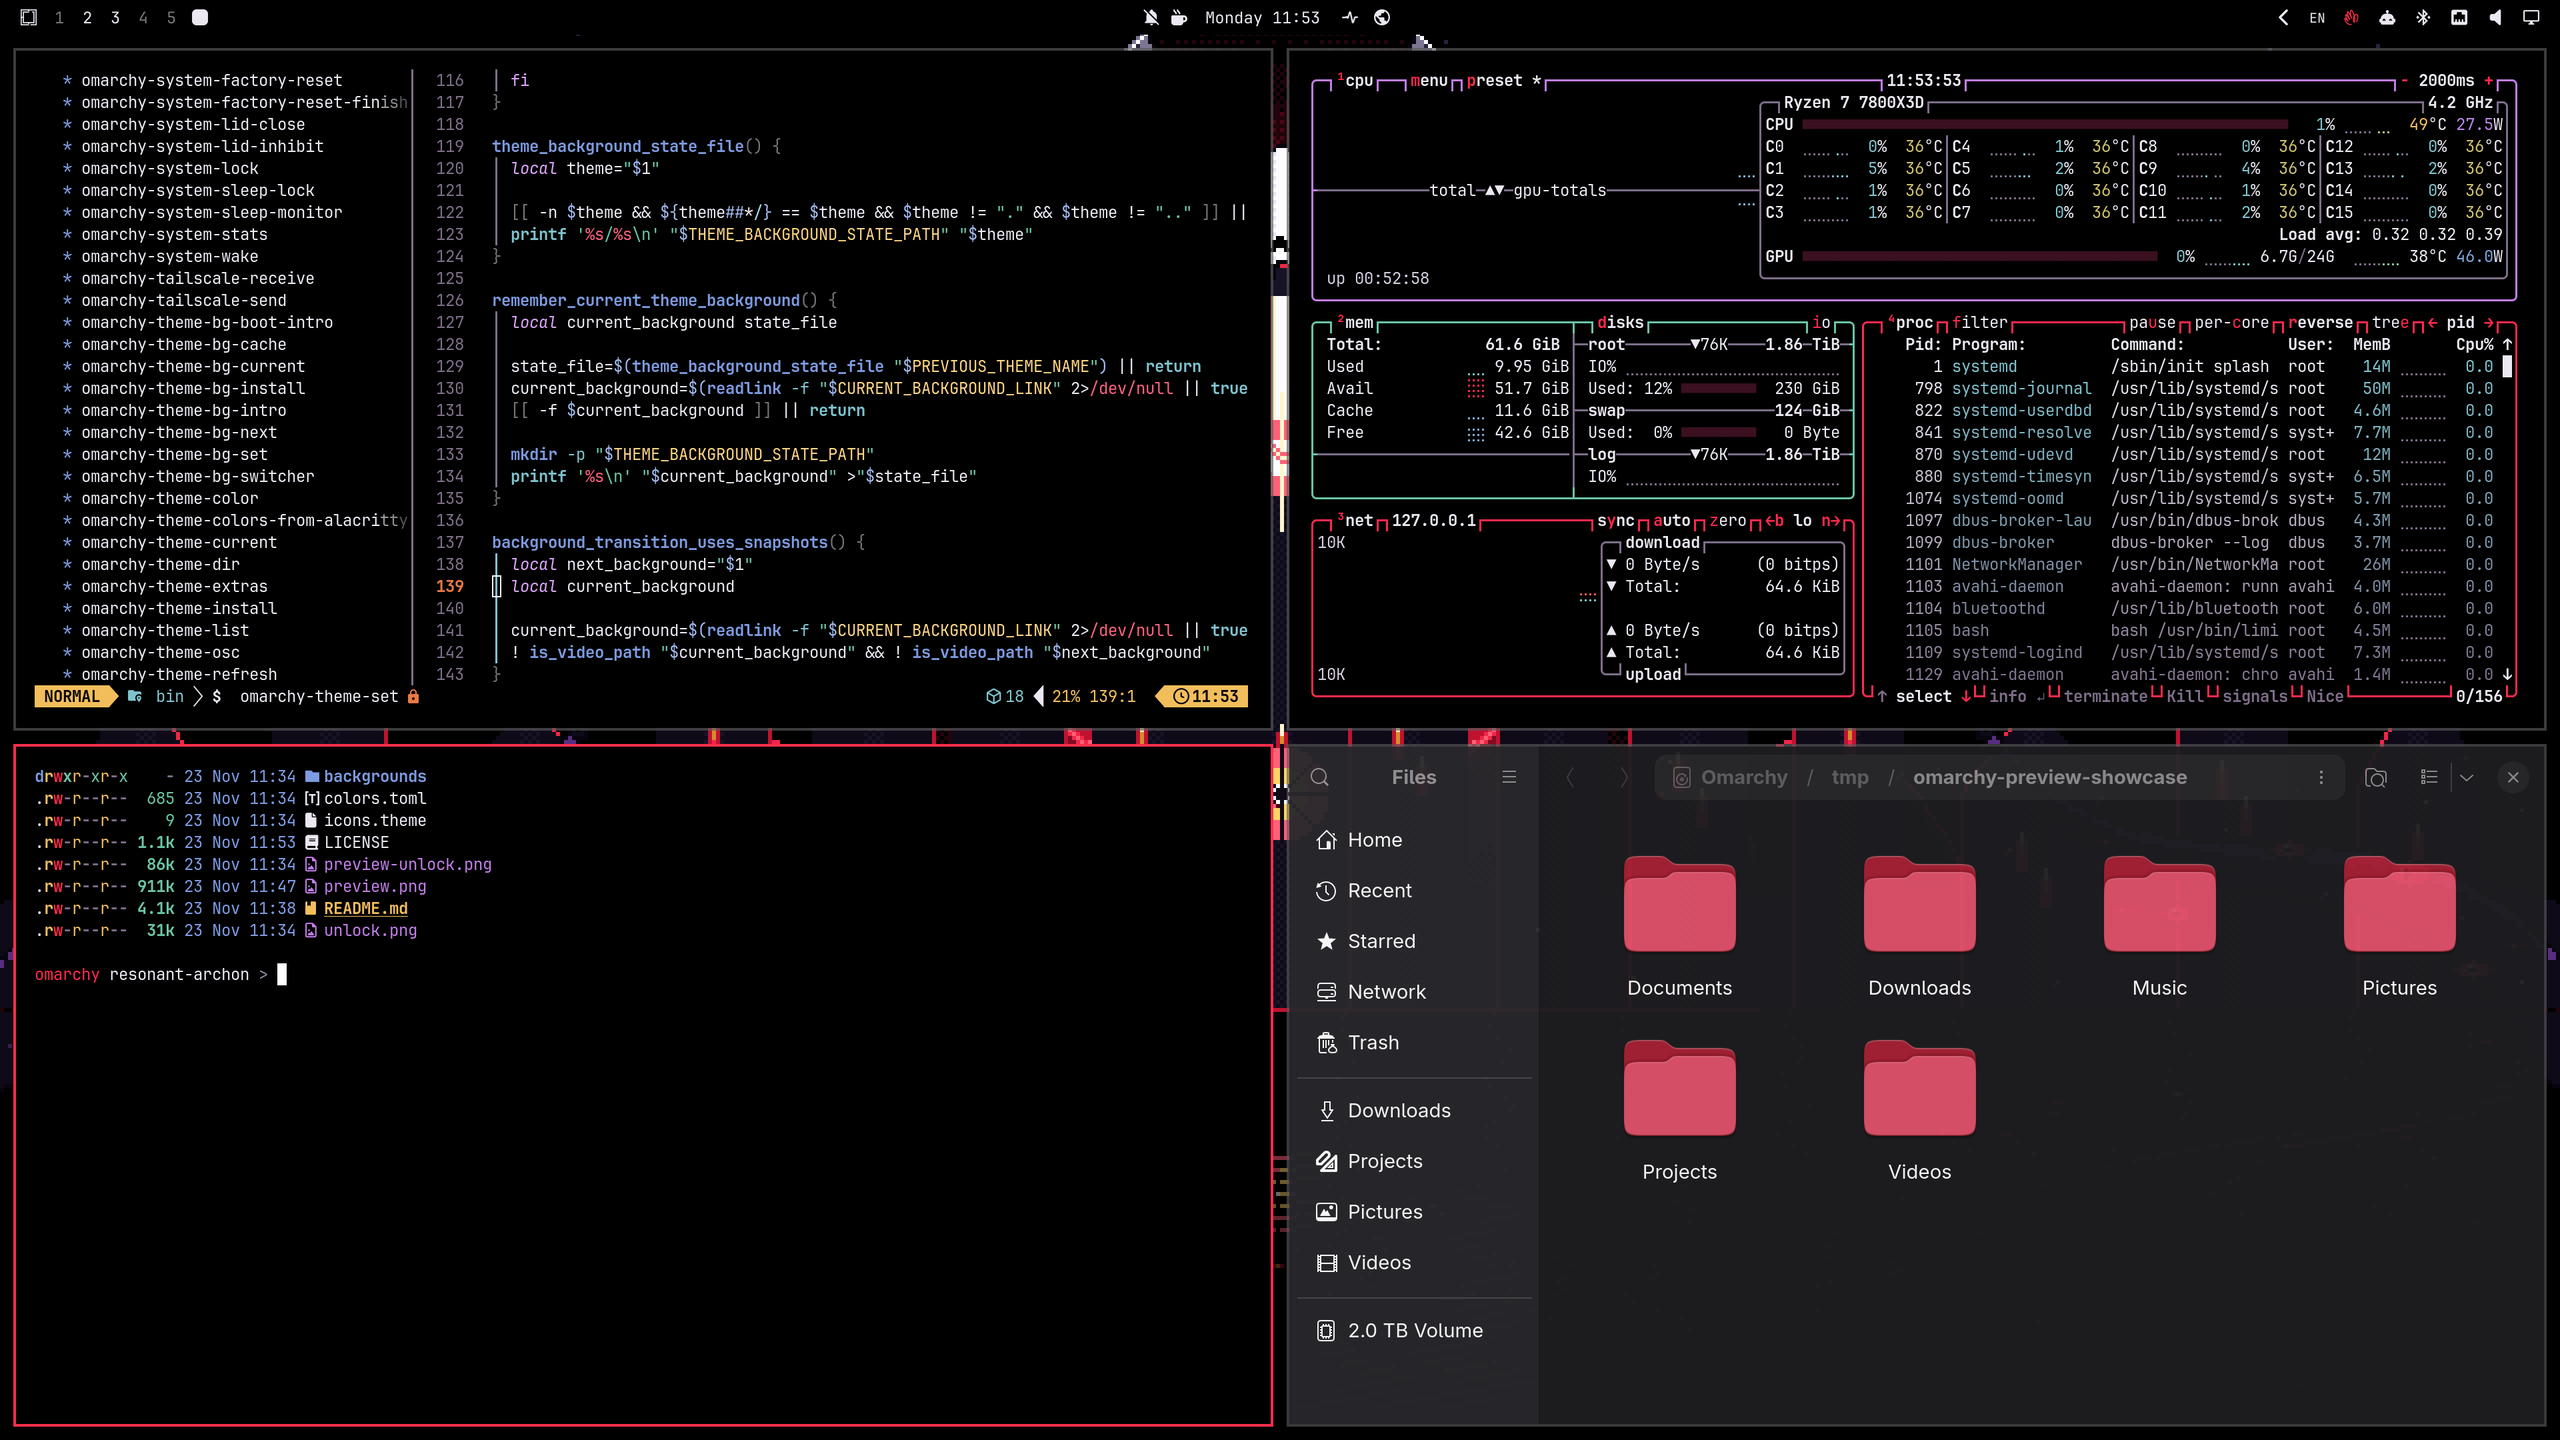 1 2 3 4 5
Monday 11:53
EN
* omarchy-system-factory-reset
* omarchy-system-factory-reset-finish
* omarchy-system-lid-close
* omarchy-system-lid-inhibit
* omarchy-system-lock
* omarchy-system-sleep-lock
* omarchy-system-sleep-monitor
* omarchy-system-stats
* omarchy-system-wake
* omarchy-tailscale-receive
* omarchy-tailscale-send
* omarchy-theme-bg-boot-intro
* omarchy-theme-bg-cache
* omarchy-theme-bg-current
* omarchy-theme-bg-install
* omarchy-theme-bg-intro
* omarchy-theme-bg-next
* omarchy-theme-bg-set
* omarchy-theme-bg-switcher
* omarchy-theme-color
* omarchy-theme-colors-from-alacritty
* omarchy-theme-current
* omarchy-theme-dir
* omarchy-theme-extras
* omarchy-theme-install
* omarchy-theme-list
* omarchy-theme-osc
* omarchy-theme-refresh
116 fi
117 }
118
119 theme_background_state_file() {
120 local theme="$1"
121
122 [[ -n $theme && ${theme##*/} == $theme && $theme != "." && $theme != ".." ]] ||
123 printf '%s/%s\n' "$THEME_BACKGROUND_STATE_PATH" "$theme"
124 }
125
126 remember_current_theme_background() {
127 local current_background state_file
128
129 state_file=$(theme_background_state_file "$PREVIOUS_THEME_NAME") || return
130 current_background=$(readlink -f "$CURRENT_BACKGROUND_LINK" 2>/dev/null || true
131 [[ -f $current_background ]] || return
132
133 mkdir -p "$THEME_BACKGROUND_STATE_PATH"
134 printf '%s\n' "$current_background" >"$state_file"
135 }
136
137 background_transition_uses_snapshots() {
138 local next_background="$1"
139 local current_background
140
141 current_background=$(readlink -f "$CURRENT_BACKGROUND_LINK" 2>/dev/null || true
142 ! is_video_path "$current_background" && ! is_video_path "$next_background"
143 }
NORMAL bin $ omarchy-theme-set 18 21% 139:1 11:53
1cpu menu preset * 11:53:53 - 2000ms +
Ryzen 7 7800X3D 4.2 GHz
CPU 1% 49°C 27.5W
C0 0% 36°C C4 1% 36°C C8 0% 36°C C12 0% 36°C
C1 5% 36°C C5 2% 36°C C9 4% 36°C C13 2% 36°C
C2 1% 36°C C6 0% 36°C C10 1% 36°C C14 0% 36°C
C3 1% 36°C C7 0% 36°C C11 2% 36°C C15 0% 36°C
total ▲▼ gpu-totals
Load avg: 0.32 0.32 0.39
GPU 0% 6.7G/24G 38°C 46.0W
up 00:52:58
2mem
Total: 61.6 GiB
Used 9.95 GiB
Avail 51.7 GiB
Cache 11.6 GiB
Free 42.6 GiB
disks io
root ▼76K 1.86 TiB
IO%
Used: 12% 230 GiB
swap 124 GiB
Used: 0% 0 Byte
log ▼76K 1.86 TiB
IO%
3net 127.0.0.1 sync auto zero <b lo n>
10K
download
▼ 0 Byte/s (0 bitps)
▼ Total: 64.6 KiB
▲ 0 Byte/s (0 bitps)
▲ Total: 64.6 KiB
10K
upload
4proc filter pause per-core reverse tree ← pid →
Pid: Program: Command: User: MemB Cpu% ↑
1 systemd /sbin/init splash root 14M 0.0
798 systemd-journal /usr/lib/systemd/s root 50M 0.0
822 systemd-userdbd /usr/lib/systemd/s root 4.6M 0.0
841 systemd-resolve /usr/lib/systemd/s syst+ 7.7M 0.0
870 systemd-udevd /usr/lib/systemd/s root 12M 0.0
880 systemd-timesyn /usr/lib/systemd/s syst+ 6.5M 0.0
1074 systemd-oomd /usr/lib/systemd/s syst+ 5.7M 0.0
1097 dbus-broker-lau /usr/bin/dbus-brok dbus 4.3M 0.0
1099 dbus-broker dbus-broker --log dbus 3.7M 0.0
1101 NetworkManager /usr/bin/NetworkMa root 26M 0.0
1103 avahi-daemon avahi-daemon: runn avahi 4.0M 0.0
1104 bluetoothd /usr/lib/bluetooth root 6.0M 0.0
1105 bash bash /usr/bin/limi root 4.5M 0.0
1109 systemd-logind /usr/lib/systemd/s root 7.3M 0.0
1129 avahi-daemon avahi-daemon: chro avahi 1.4M 0.0 ↓
↑ select ↓ info ↵ terminate Kill signals Nice 0/156
drwxr-xr-x - 23 Nov 11:34 backgrounds
.rw-r--r-- 685 23 Nov 11:34 [T] colors.toml
.rw-r--r-- 9 23 Nov 11:34 icons.theme
.rw-r--r-- 1.1k 23 Nov 11:53 LICENSE
.rw-r--r-- 86k 23 Nov 11:34 preview-unlock.png
.rw-r--r-- 911k 23 Nov 11:47 preview.png
.rw-r--r-- 4.1k 23 Nov 11:38 README.md
.rw-r--r-- 31k 23 Nov 11:34 unlock.png
omarchy resonant-archon >
Files
Omarchy / tmp / omarchy-preview-showcase
Home
Recent
Starred
Network
Trash
Downloads
Projects
Pictures
Videos
2.0 TB Volume
Documents Downloads Music Pictures
Projects Videos